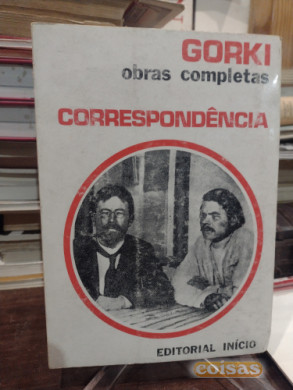 GORKI
obras completas
CORRESPONDÊNCIA
EDITORIAL INÍCIO
coisas